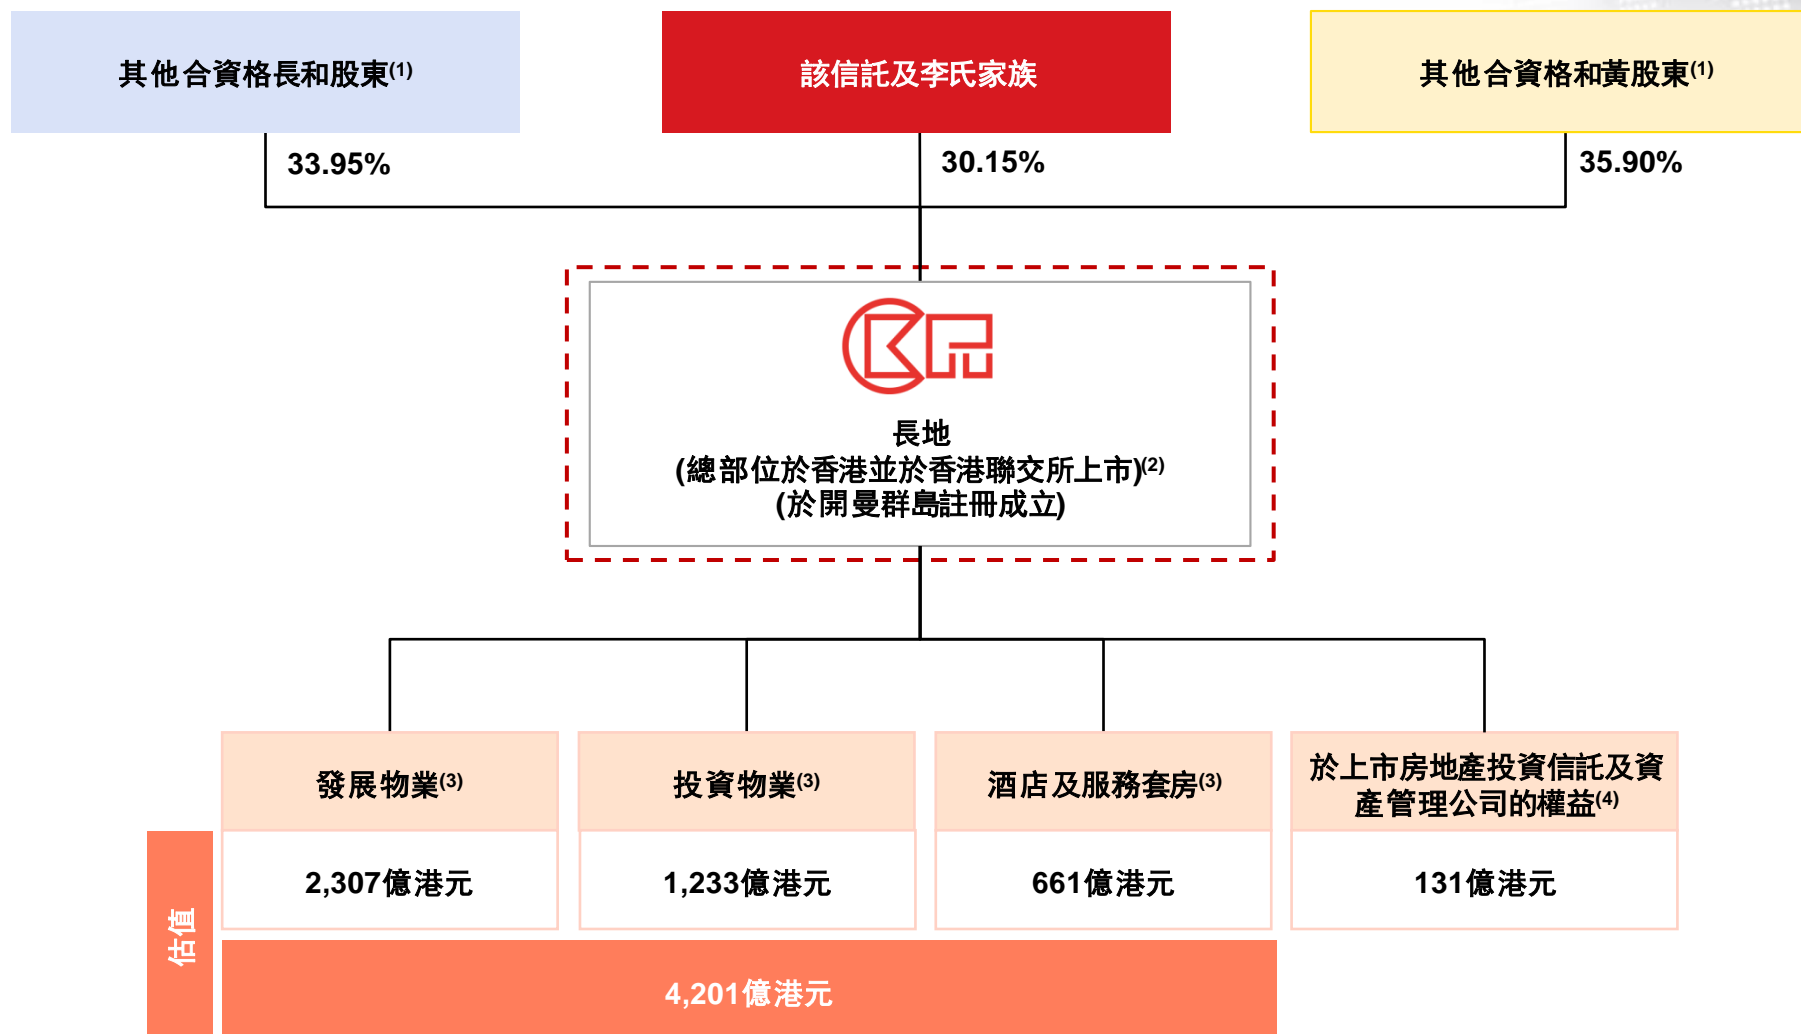 其他合資格長和股東(1)
該信託及李氏家族
其他合資格和黃股東(1)
33.95%
30.15%
35.90%
長地
(總部位於香港並於香港聯交所上市)(2)
(於開曼群島註冊成立)
發展物業(3)
投資物業(3)
酒店及服務套房(3)
於上市房地產投資信託及資
產管理公司的權益(4)
估值
2,307億港元
1,233億港元
661億港元
131億港元
4,201億港元